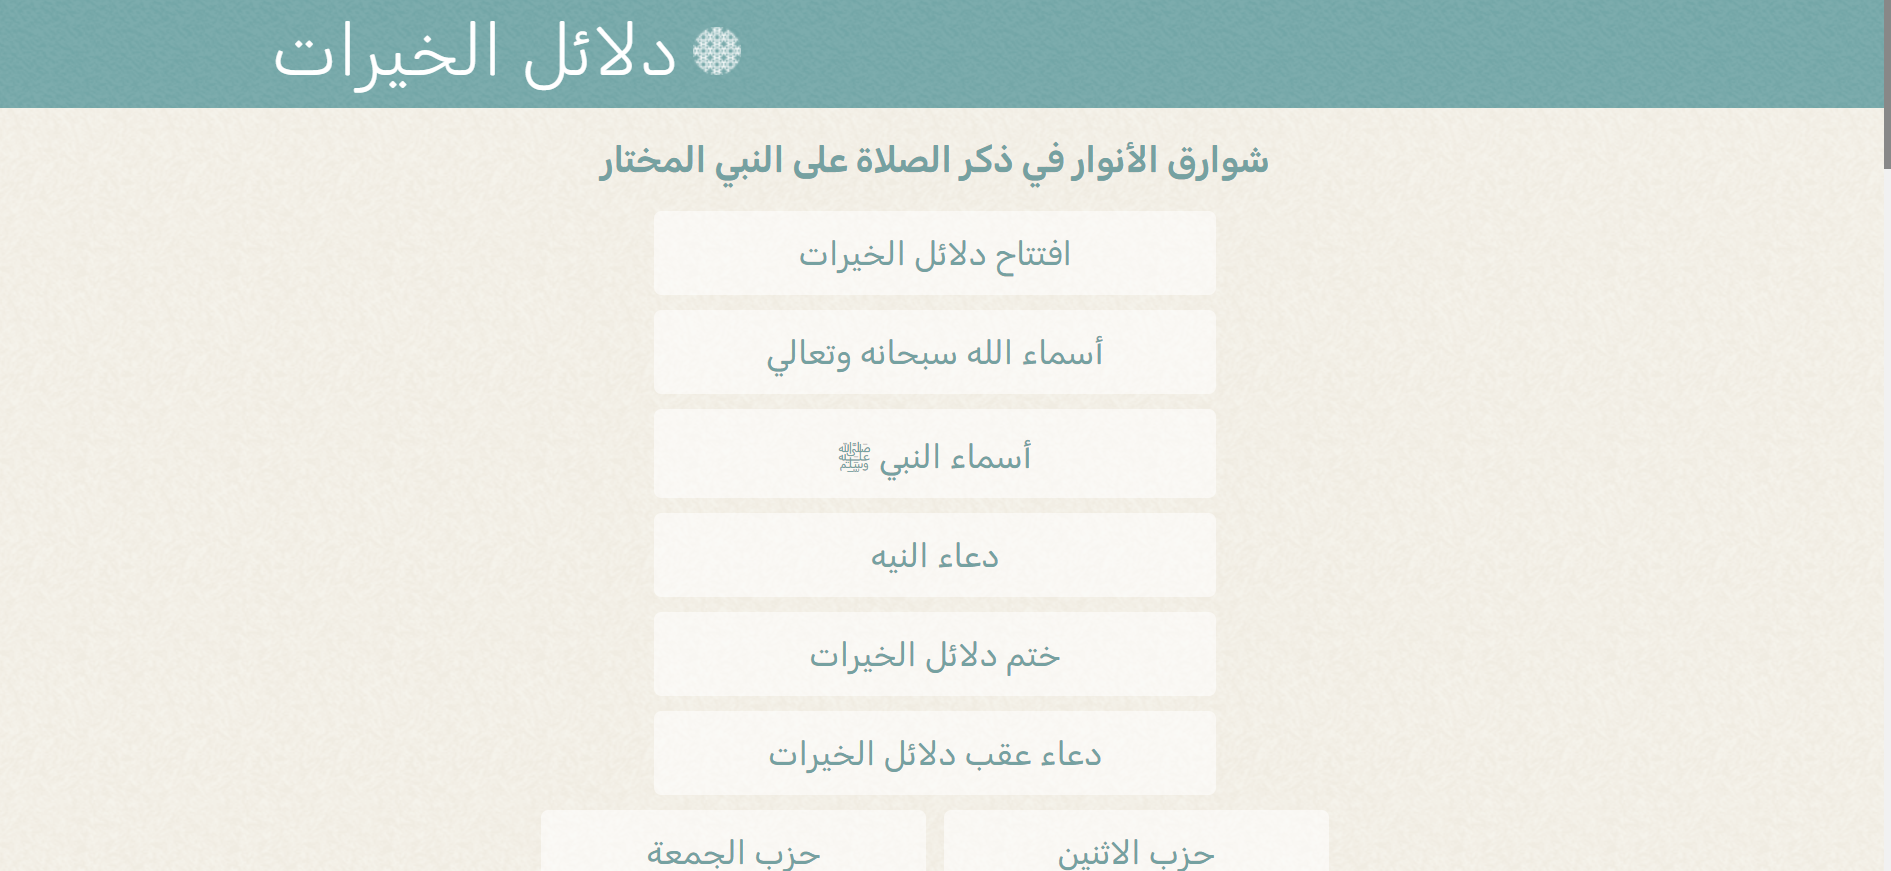 دلائل الخيرات
شوارق الأنوار في ذكر الصلاة على النبي المختار
افتتاح دلائل الخيرات
أسماء الله سبحانه وتعالي
أسماء النبي ﷺ
دعاء النيه
ختم دلائل الخيرات
دعاء عقب دلائل الخيرات
حزب الاثنين
حزب الجمعة